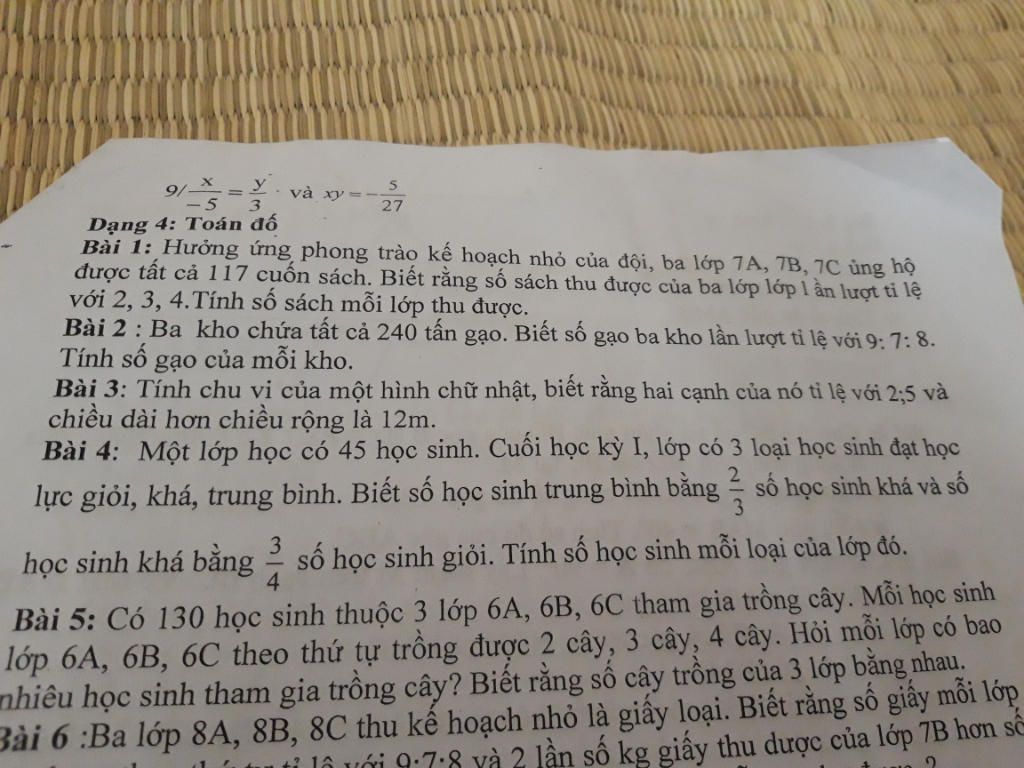 9/ x/-5 = y/3 và xy = -5/27
Dạng 4: Toán đố
Bài 1: Hưởng ứng phong trào kế hoạch nhỏ của đội, ba lớp 7A, 7B, 7C ủng hộ
được tất cả 117 cuốn sách. Biết rằng số sách thu được của ba lớp lớp l ần lượt tỉ lệ
với 2, 3, 4.Tính số sách mỗi lớp thu được.
Bài 2 : Ba kho chứa tất cả 240 tấn gạo. Biết số gạo ba kho lần lượt tỉ lệ với 9: 7: 8.
Tính số gạo của mỗi kho.
Bài 3: Tính chu vi của một hình chữ nhật, biết rằng hai cạnh của nó tỉ lệ với 2;5 và
chiều dài hơn chiều rộng là 12m.
Bài 4: Một lớp học có 45 học sinh. Cuối học kỳ I, lớp có 3 loại học sinh đạt học
lực giỏi, khá, trung bình. Biết số học sinh trung bình bằng 2/3 số học sinh khá và số
học sinh khá bằng 3/4 số học sinh giỏi. Tính số học sinh mỗi loại của lớp đó.
Bài 5: Có 130 học sinh thuộc 3 lớp 6A, 6B, 6C tham gia trồng cây. Mỗi học sinh
lớp 6A, 6B, 6C theo thứ tự trồng được 2 cây, 3 cây, 4 cây. Hỏi mỗi lớp có bao
nhiêu học sinh tham gia trồng cây? Biết rằng số cây trồng của 3 lớp bằng nhau.
Bài 6 :Ba lớp 8A, 8B, 8C thu kế hoạch nhỏ là giấy loại. Biết rằng số giấy mỗi lớp
tỉ lệ với 9:7:8 và 2 lần số kg giấy thu dược của lớp 7B hơn số